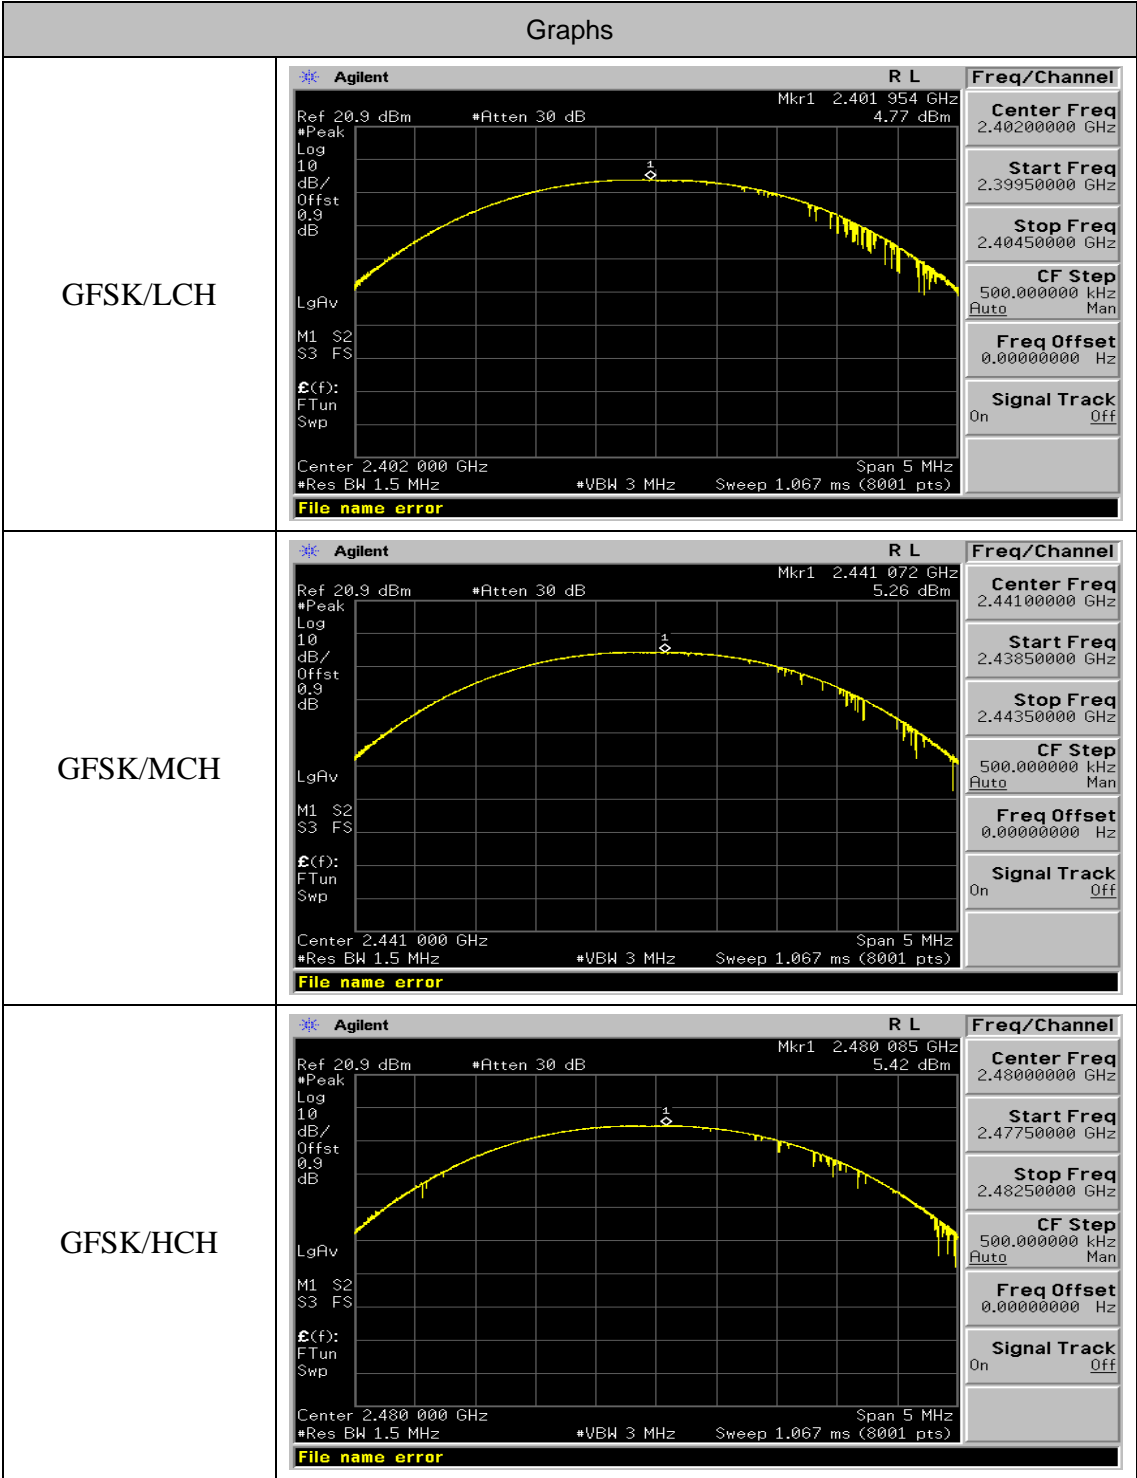 Graphs
GFSK/LCH
Agilent R L Freq/Channel
Mkr1 2.401 954 GHz
Ref 20.9 dBm #Atten 30 dB 4.77 dBm
#Peak
Log
10
dB/
Offst
0.9
dB
1
LgAv
M1 S2
S3 FS
£(f):
FTun
Swp
Center 2.402 000 GHz Span 5 MHz
#Res BW 1.5 MHz #VBW 3 MHz Sweep 1.067 ms (8001 pts)
File name error
Center Freq
2.40200000 GHz
Start Freq
2.39950000 GHz
Stop Freq
2.40450000 GHz
CF Step
500.000000 kHz
Auto Man
Freq Offset
0.00000000 Hz
Signal Track
On Off
GFSK/MCH
Agilent R L Freq/Channel
Mkr1 2.441 072 GHz
Ref 20.9 dBm #Atten 30 dB 5.26 dBm
#Peak
Log
10
dB/
Offst
0.9
dB
1
LgAv
M1 S2
S3 FS
£(f):
FTun
Swp
Center 2.441 000 GHz Span 5 MHz
#Res BW 1.5 MHz #VBW 3 MHz Sweep 1.067 ms (8001 pts)
File name error
Center Freq
2.44100000 GHz
Start Freq
2.43850000 GHz
Stop Freq
2.44350000 GHz
CF Step
500.000000 kHz
Auto Man
Freq Offset
0.00000000 Hz
Signal Track
On Off
GFSK/HCH
Agilent R L Freq/Channel
Mkr1 2.480 085 GHz
Ref 20.9 dBm #Atten 30 dB 5.42 dBm
#Peak
Log
10
dB/
Offst
0.9
dB
1
LgAv
M1 S2
S3 FS
£(f):
FTun
Swp
Center 2.480 000 GHz Span 5 MHz
#Res BW 1.5 MHz #VBW 3 MHz Sweep 1.067 ms (8001 pts)
File name error
Center Freq
2.48000000 GHz
Start Freq
2.47750000 GHz
Stop Freq
2.48250000 GHz
CF Step
500.000000 kHz
Auto Man
Freq Offset
0.00000000 Hz
Signal Track
On Off